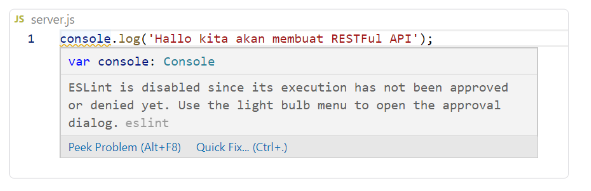 JS server.js
1 console.log('Hallo kita akan membuat RESTFul API');
var console: Console
ESLint is disabled since its execution has not been approved
or denied yet. Use the light bulb menu to open the approval
dialog. eslint
Peek Problem (Alt+F8) Quick Fix... (Ctrl+.)